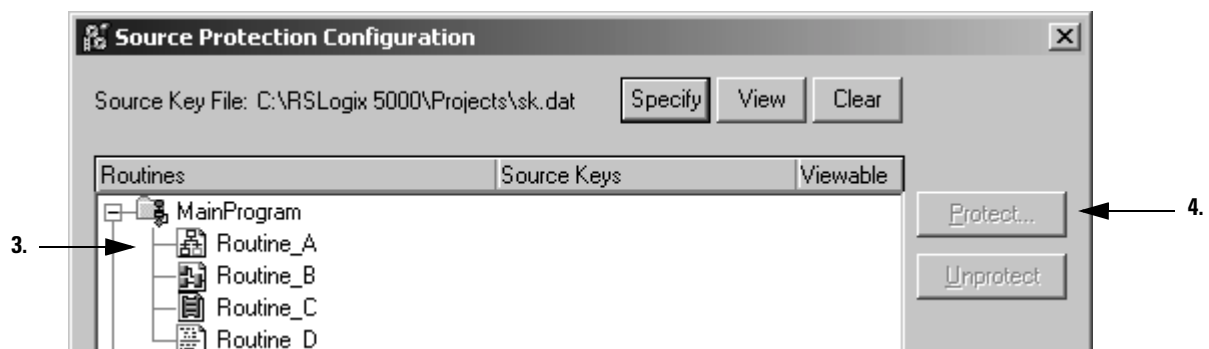 Source Protection Configuration
Source Key File: C:\RSLogix 5000\Projects\sk.dat Specify View Clear
Routines Source Keys Viewable
MainProgram
Protect... 4.
3. Routine_A
Routine_B
Unprotect
Routine_C
Routine_D